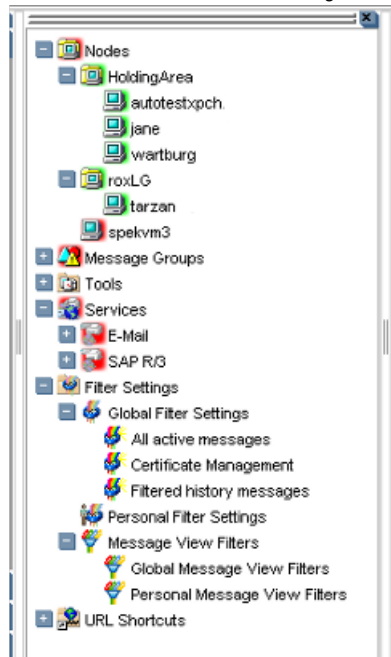 Nodes
HoldingArea
autotestxpch.
jane
wartburg
roxLG
tarzan
spekvm3
Message Groups
Tools
Services
E-Mail
SAP R/3
Filter Settings
Global Filter Settings
All active messages
Certificate Management
Filtered history messages
Personal Filter Settings
Message View Filters
Global Message View Filters
Personal Message View Filters
URL Shortcuts